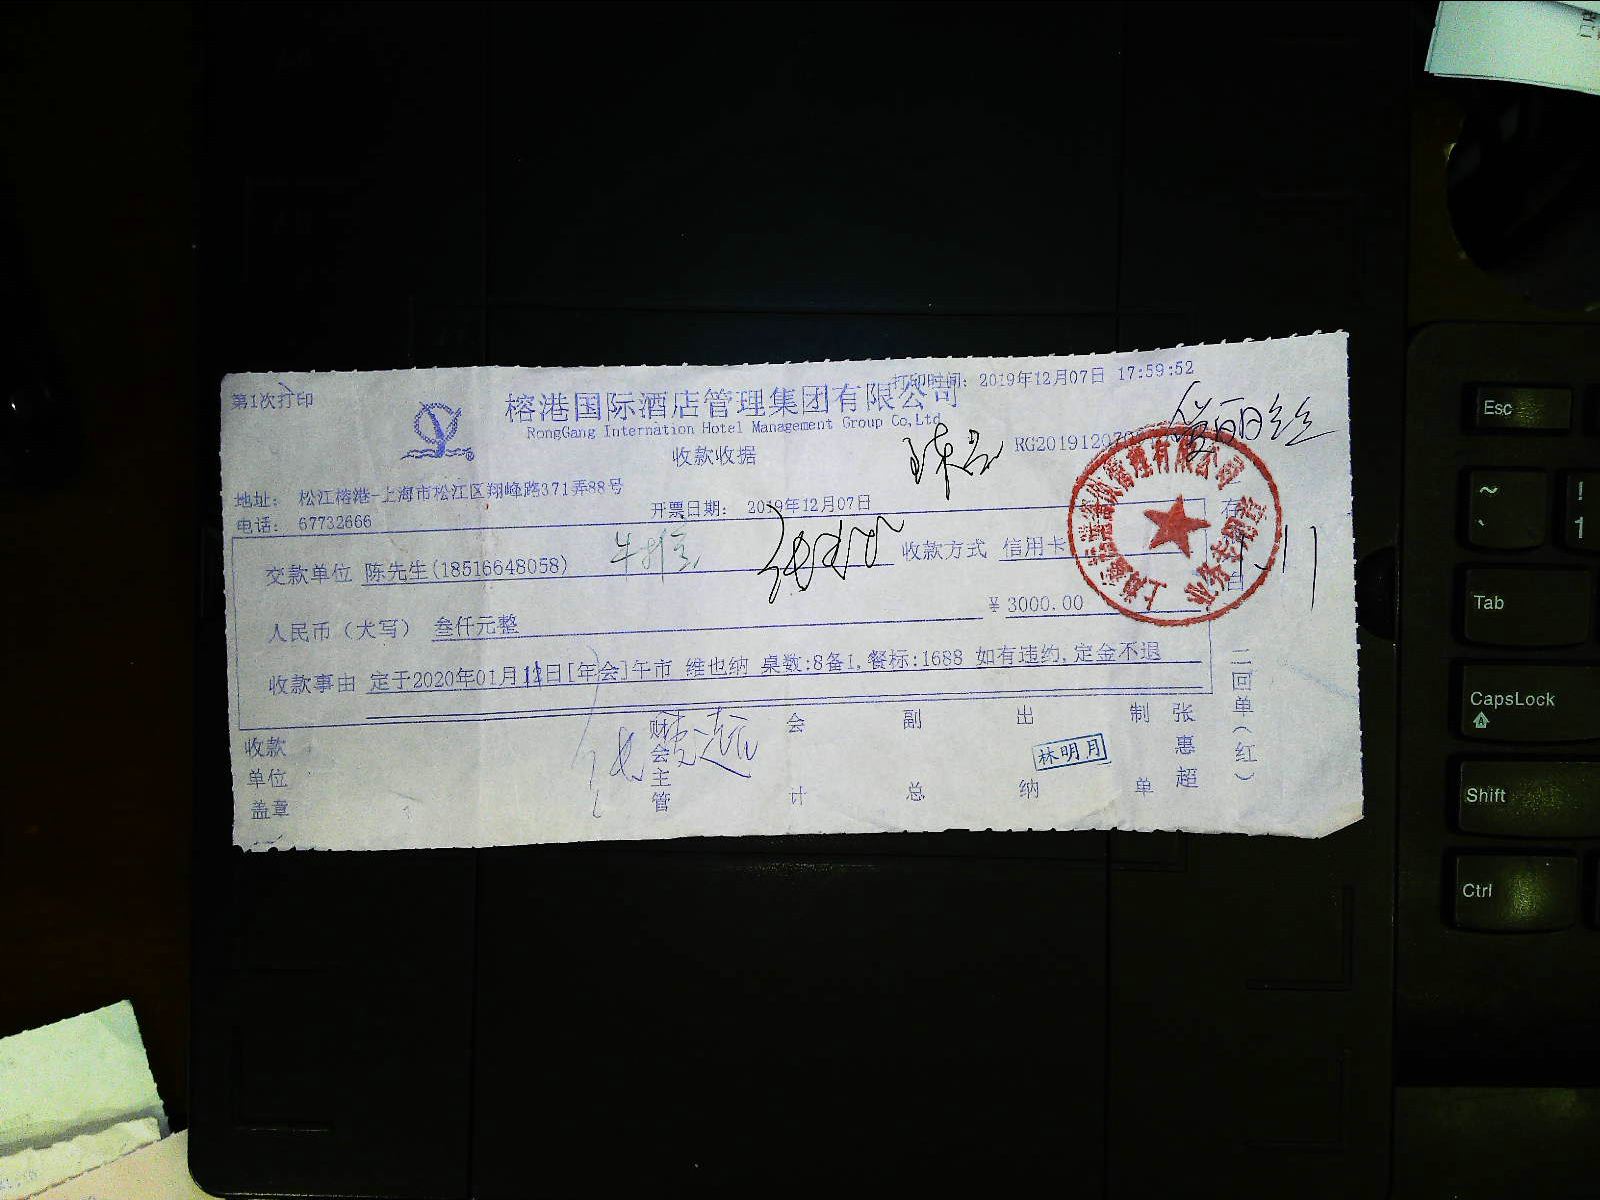 第1次打印
打印时间: 2019年12月07日 17:59:52
榕港国际酒店管理集团有限公司
RongGang Internation Hotel Management Group Co,Ltd
收款收据
RG20191207
地址: 松江榕港-上海市松江区翔峰路371弄88号
电话: 67732666
开票日期: 2019年12月07日
交款单位 陈先生(18516648058)
收款方式 信用卡
人民币（大写） 叁仟元整
¥ 3000.00
收款事由 定于2020年01月12日[年会]午市 维也纳 桌数:8备1,餐标:1688 如有违约,定金不退
二回单(红)
收款单位盖章
财会主管
会计
副总
出纳
林明月
制单
张惠超
业务专用章
Esc
~
`
!
1
Tab
CapsLock
Shift
Ctrl